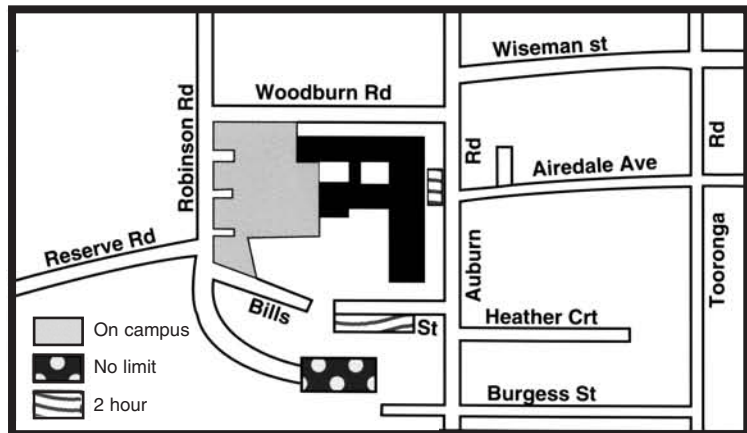 Wiseman st
Woodburn Rd
Robinson Rd
Rd
Rd
Airedale Ave
Reserve Rd
Auburn
Tooronga
Bills
St
Heather Crt
On campus
No limit
Burgess St
2 hour